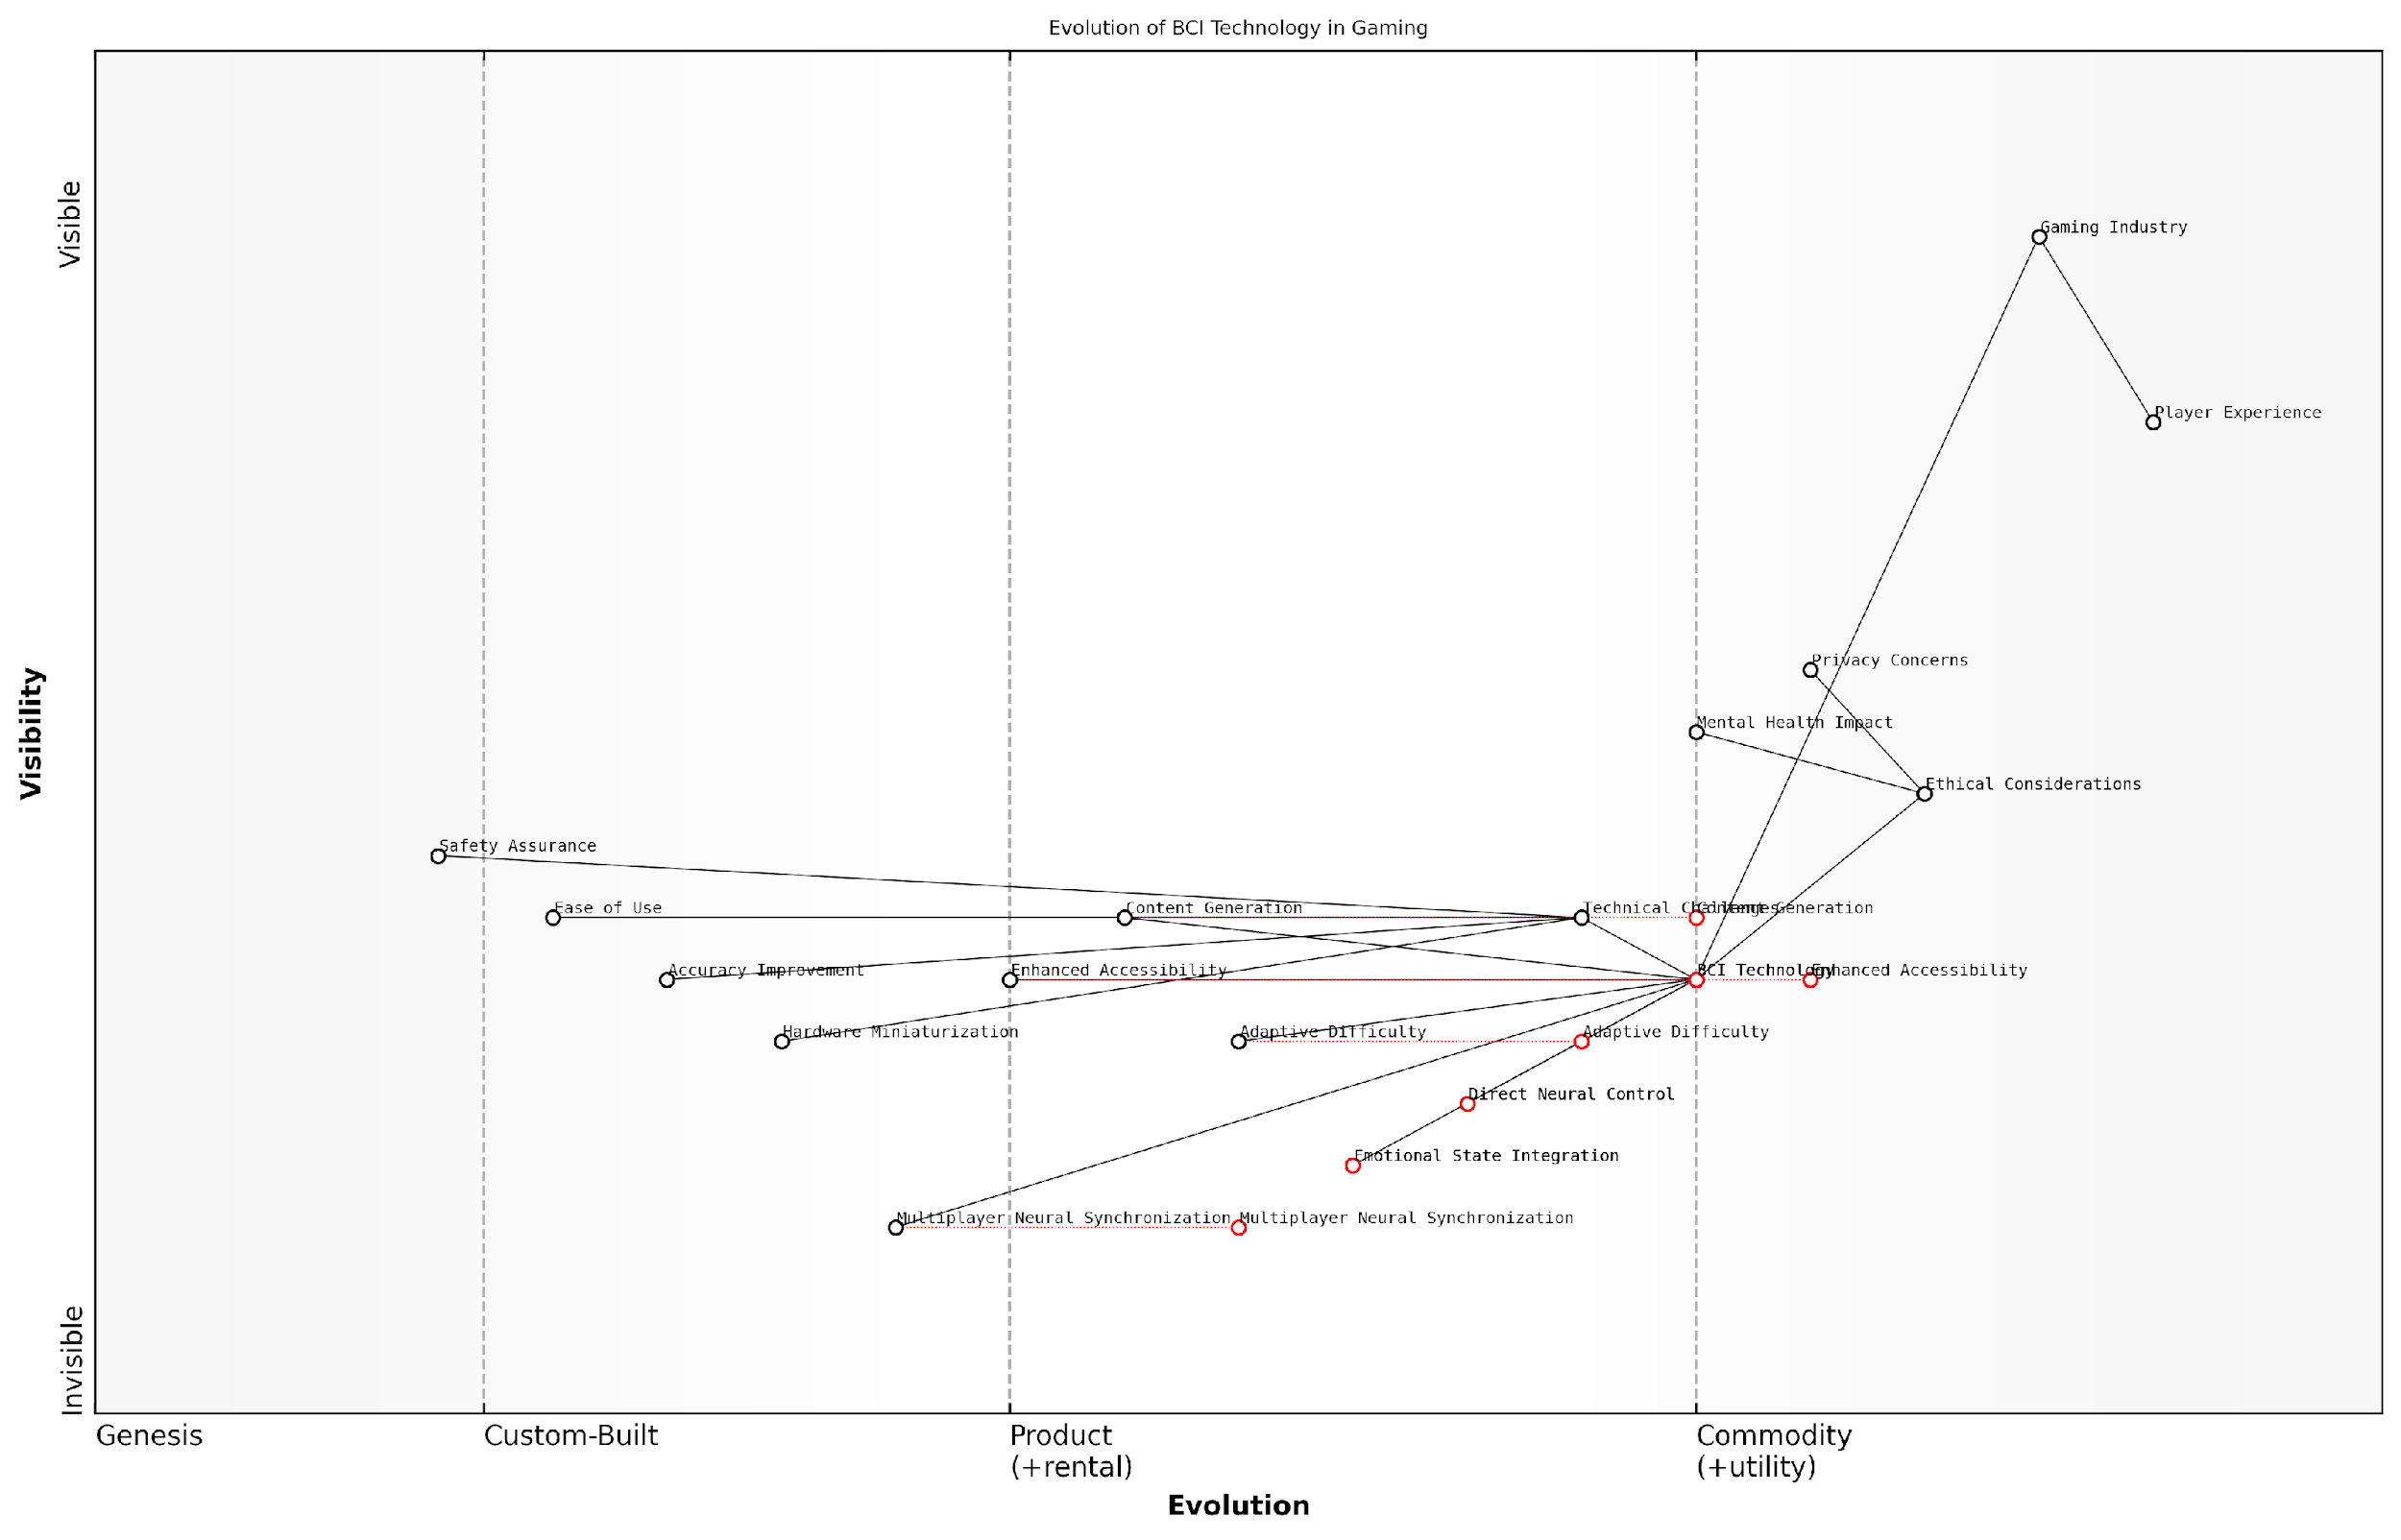 Evolution of BCI Technology in Gaming
Visible
Visibility
Invisible
Gaming Industry
Player Experience
Privacy Concerns
Mental Health Impact
Ethical Considerations
Safety Assurance
Ease of Use
Content Generation
Technical Challenges
Content Generation
Accuracy Improvement
Enhanced Accessibility
BCI Technology
Enhanced Accessibility
Hardware Miniaturization
Adaptive Difficulty
Adaptive Difficulty
Direct Neural Control
Emotional State Integration
Multiplayer Neural Synchronization
Multiplayer Neural Synchronization
Genesis
Custom-Built
Product
(+rental)
Commodity
(+utility)
Evolution